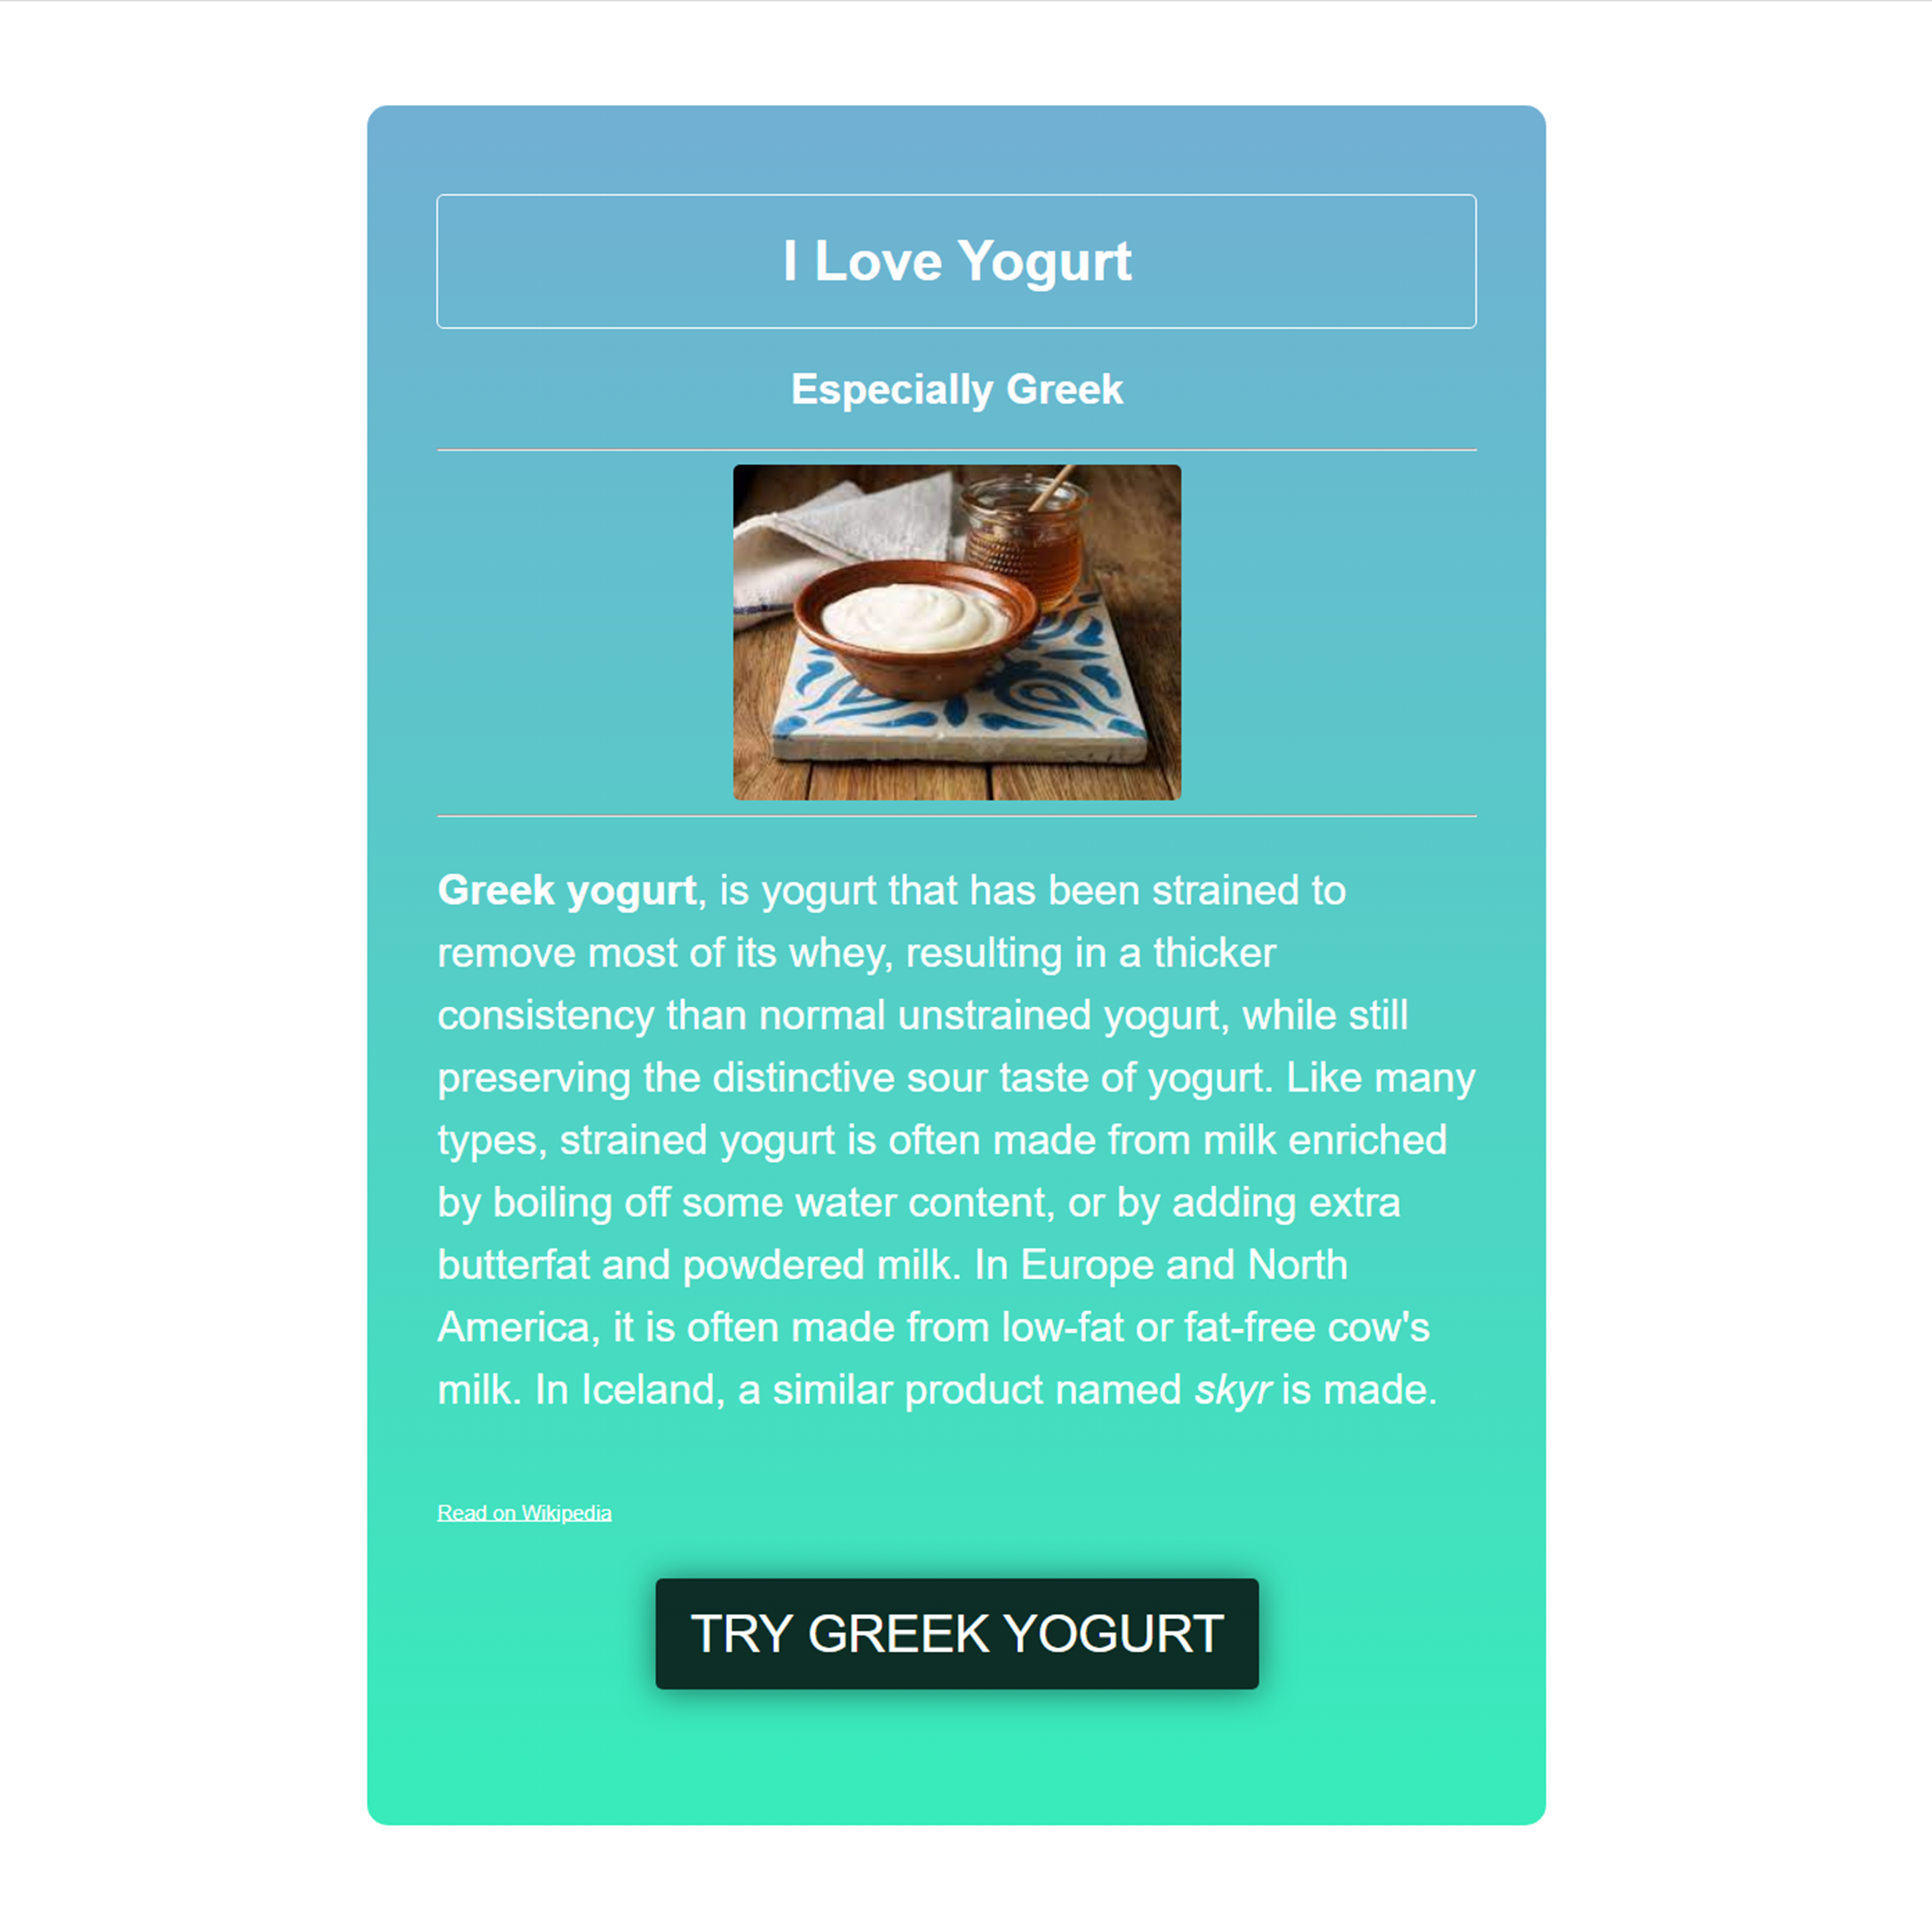 I Love Yogurt
Especially Greek
Greek yogurt, is yogurt that has been strained to
remove most of its whey, resulting in a thicker
consistency than normal unstrained yogurt, while still
preserving the distinctive sour taste of yogurt. Like many
types, strained yogurt is often made from milk enriched
by boiling off some water content, or by adding extra
butterfat and powdered milk. In Europe and North
America, it is often made from low-fat or fat-free cow's
milk. In Iceland, a similar product named skyr is made.
Read on Wikipedia
TRY GREEK YOGURT